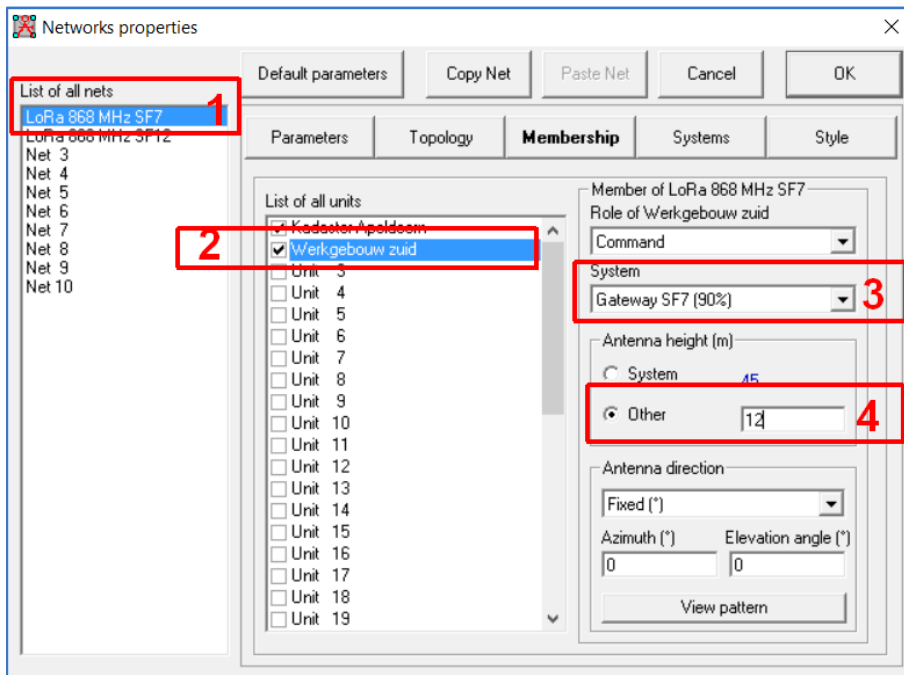 Networks properties
Default parameters
Copy Net
Paste Net
Cancel
OK
List of all nets
1
LoRa 868 MHz SF7
LoRa 868 MHz SF12
Net 3
Net 4
Net 5
Net 6
Net 7
Net 8
Net 9
Net 10
Parameters
Topology
Membership
Systems
Style
List of all units
Kadaster Apeldoorn
2
Werkgebouw zuid
Unit 3
Unit 4
Unit 5
Unit 6
Unit 7
Unit 8
Unit 9
Unit 10
Unit 11
Unit 12
Unit 13
Unit 14
Unit 15
Unit 16
Unit 17
Unit 18
Unit 19
Member of LoRa 868 MHz SF7
Role of Werkgebouw zuid
Command
System
Gateway SF7 (90%)
3
Antenna height (m)
System 45
Other 12
4
Antenna direction
Fixed (°)
Azimuth (°) Elevation angle (°)
0 0
View pattern